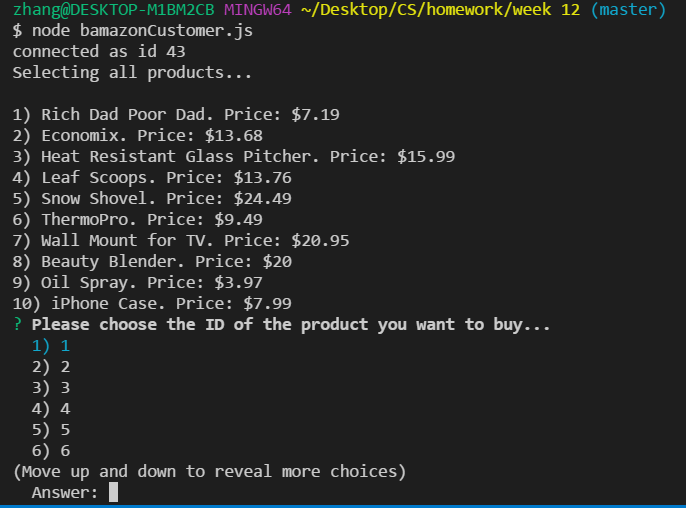 zhang@DESKTOP-M1BM2CB MINGW64 ~/Desktop/CS/homework/week 12 (master)
$ node bamazonCustomer.js
connected as id 43
Selecting all products...
1) Rich Dad Poor Dad. Price: $7.19
2) Economix. Price: $13.68
3) Heat Resistant Glass Pitcher. Price: $15.99
4) Leaf Scoops. Price: $13.76
5) Snow Shovel. Price: $24.49
6) ThermoPro. Price: $9.49
7) Wall Mount for TV. Price: $20.95
8) Beauty Blender. Price: $20
9) Oil Spray. Price: $3.97
10) iPhone Case. Price: $7.99
? Please choose the ID of the product you want to buy...
1) 1
2) 2
3) 3
4) 4
5) 5
6) 6
(Move up and down to reveal more choices)
Answer: